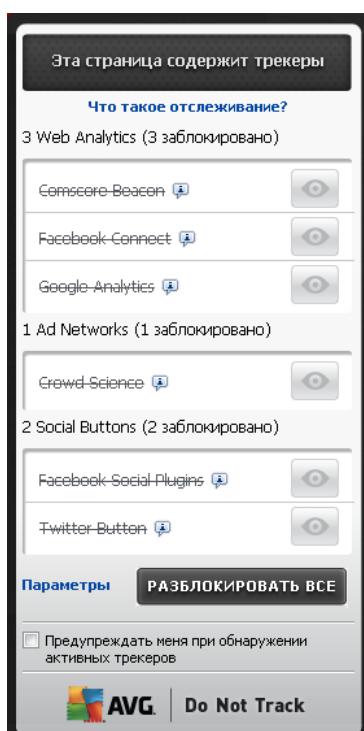 Эта страница содержит трекеры
Что такое отслеживание?
3 Web Analytics (3 заблокировано)
Comscore Beacon
Facebook Connect
Google Analytics
1 Ad Networks (1 заблокировано)
Crowd Science
2 Social Buttons (2 заблокировано)
Facebook Social Plugins
Twitter Button
Параметры РАЗБЛОКИРОВАТЬ ВСЕ
Предупреждать меня при обнаружении
активных трекеров
AVG. Do Not Track